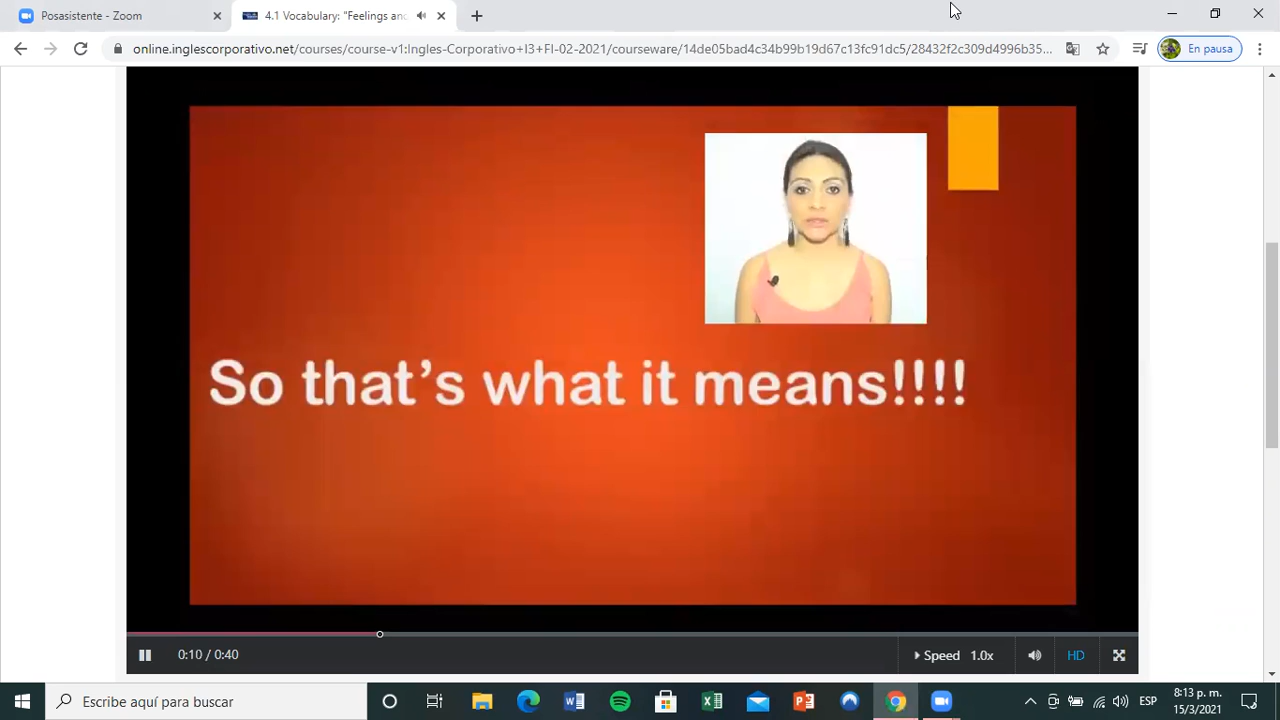 Posasistente - Zoom
4.1 Vocabulary: "Feelings and
online.inglescorporativo.net/courses/course-v1:Ingles-Corporativo+I3+FI-02-2021/courseware/14de05bad4c34b99b19d67c13fc91dc5/28432f2c309d4996b35...
En pausa
So that's what it means!!!!
0:10 / 0:40
Speed 1.0x
HD
Escribe aquí para buscar
ESP
8:13 p. m.
15/3/2021